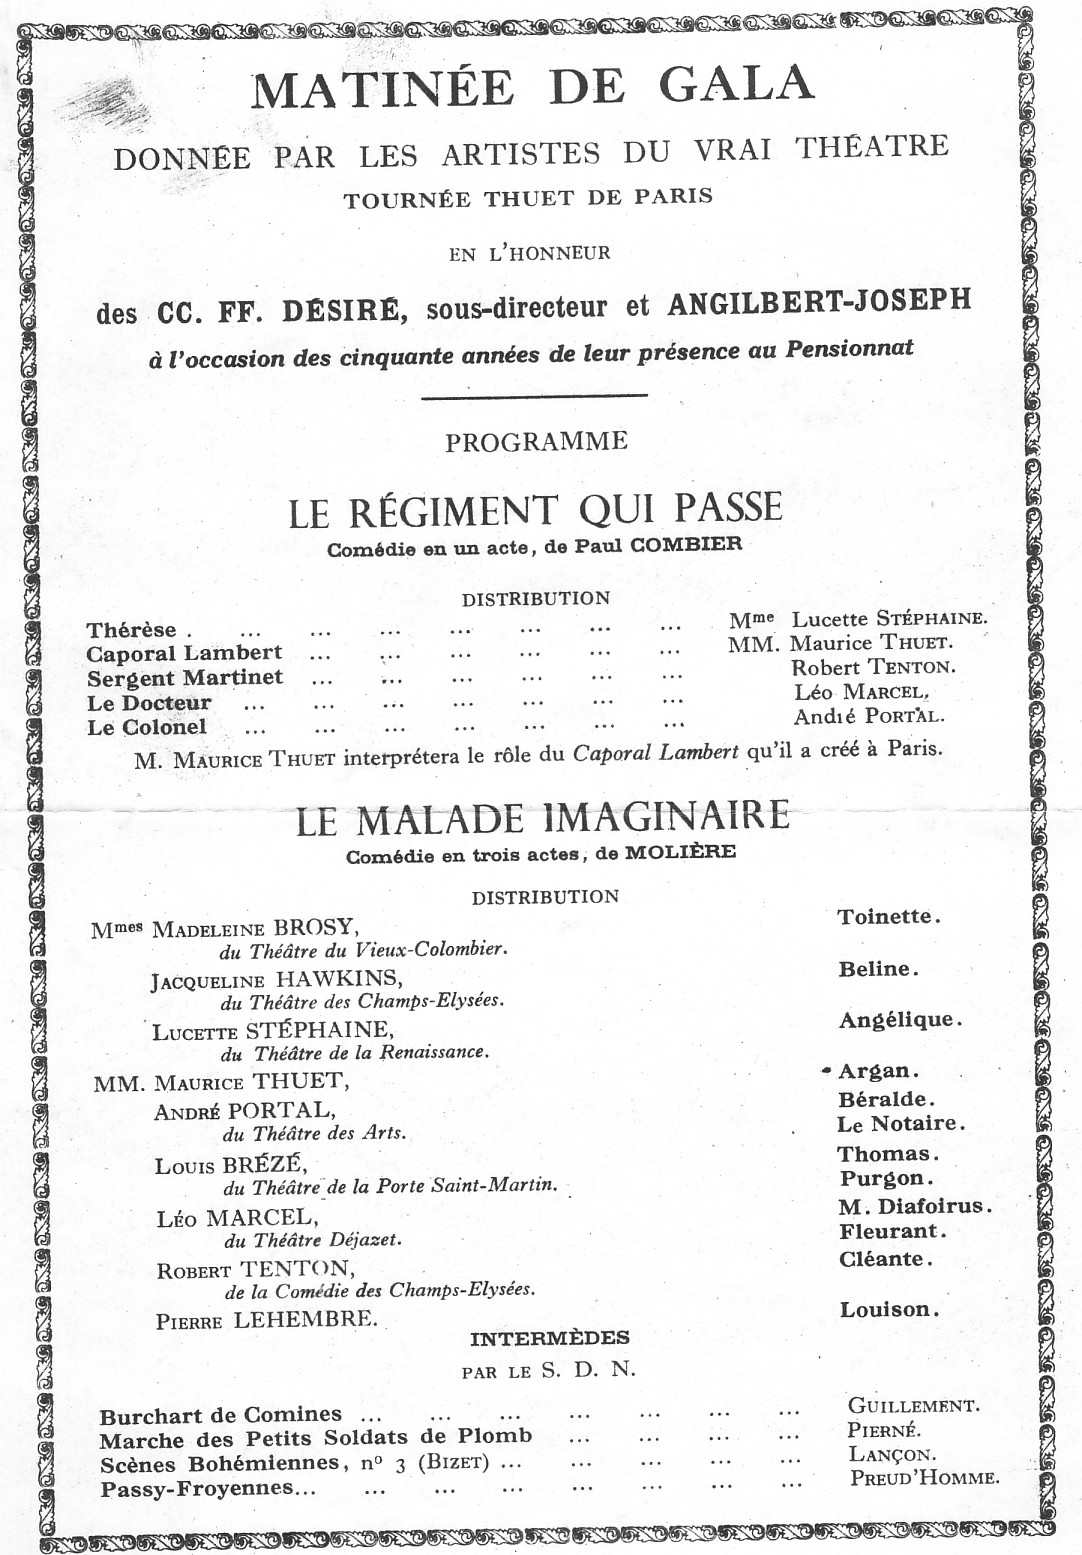 MATINÉE DE GALA
DONNÉE PAR LES ARTISTES DU VRAI THÉATRE
TOURNÉE THUET DE PARIS
EN L'HONNEUR
des CC. FF. DÉSIRÉ, sous-directeur et ANGILBERT-JOSEPH
à l'occasion des cinquante années de leur présence au Pensionnat
PROGRAMME
LE RÉGIMENT QUI PASSE
Comédie en un acte, de Paul COMBIER
DISTRIBUTION
Thérèse . ... ... ... ... ... ... ... Mme Lucette STÉPHAINE.
Caporal Lambert ... ... ... ... ... ... MM. Maurice THUET.
Sergent Martinet ... ... ... ... ... ... Robert TENTON.
Le Docteur ... ... ... ... ... ... ... Léo MARCEL,
Le Colonel ... ... ... ... ... ... ... André PORTAL.
M. MAURICE THUET interprétera le rôle du Caporal Lambert qu'il a créé à Paris.
LE MALADE IMAGINAIRE
Comédie en trois actes, de MOLIÈRE
DISTRIBUTION
Mmes MADELEINE BROSY, Toinette.
du Théâtre du Vieux-Colombier.
JACQUELINE HAWKINS, Beline.
du Théâtre des Champs-Elysées.
LUCETTE STÉPHAINE, Angélique.
du Théâtre de la Renaissance.
MM. MAURICE THUET, Argan.
ANDRÉ PORTAL, Béralde.
du Théâtre des Arts. Le Notaire.
LOUIS BRÉZÉ, Thomas.
du Théâtre de la Porte Saint-Martin. Purgon.
LÉO MARCEL, M. Diafoirus.
du Théâtre Déjazet. Fleurant.
ROBERT TENTON, Cléante.
de la Comédie des Champs-Elysées.
PIERRE LEHEMBRE. Louison.
INTERMÈDES
PAR LE S. D. N.
Burchart de Comines ... ... ... ... ... ... ... GUILLEMENT.
Marche des Petits Soldats de Plomb ... ... ... ... PIERNÉ.
Scènes Bohémiennes, nº 3 (BIZET) ... ... ... ... ... LANÇON.
Passy-Froyennes... ... ... ... ... ... ... ... PREUD'HOMME.